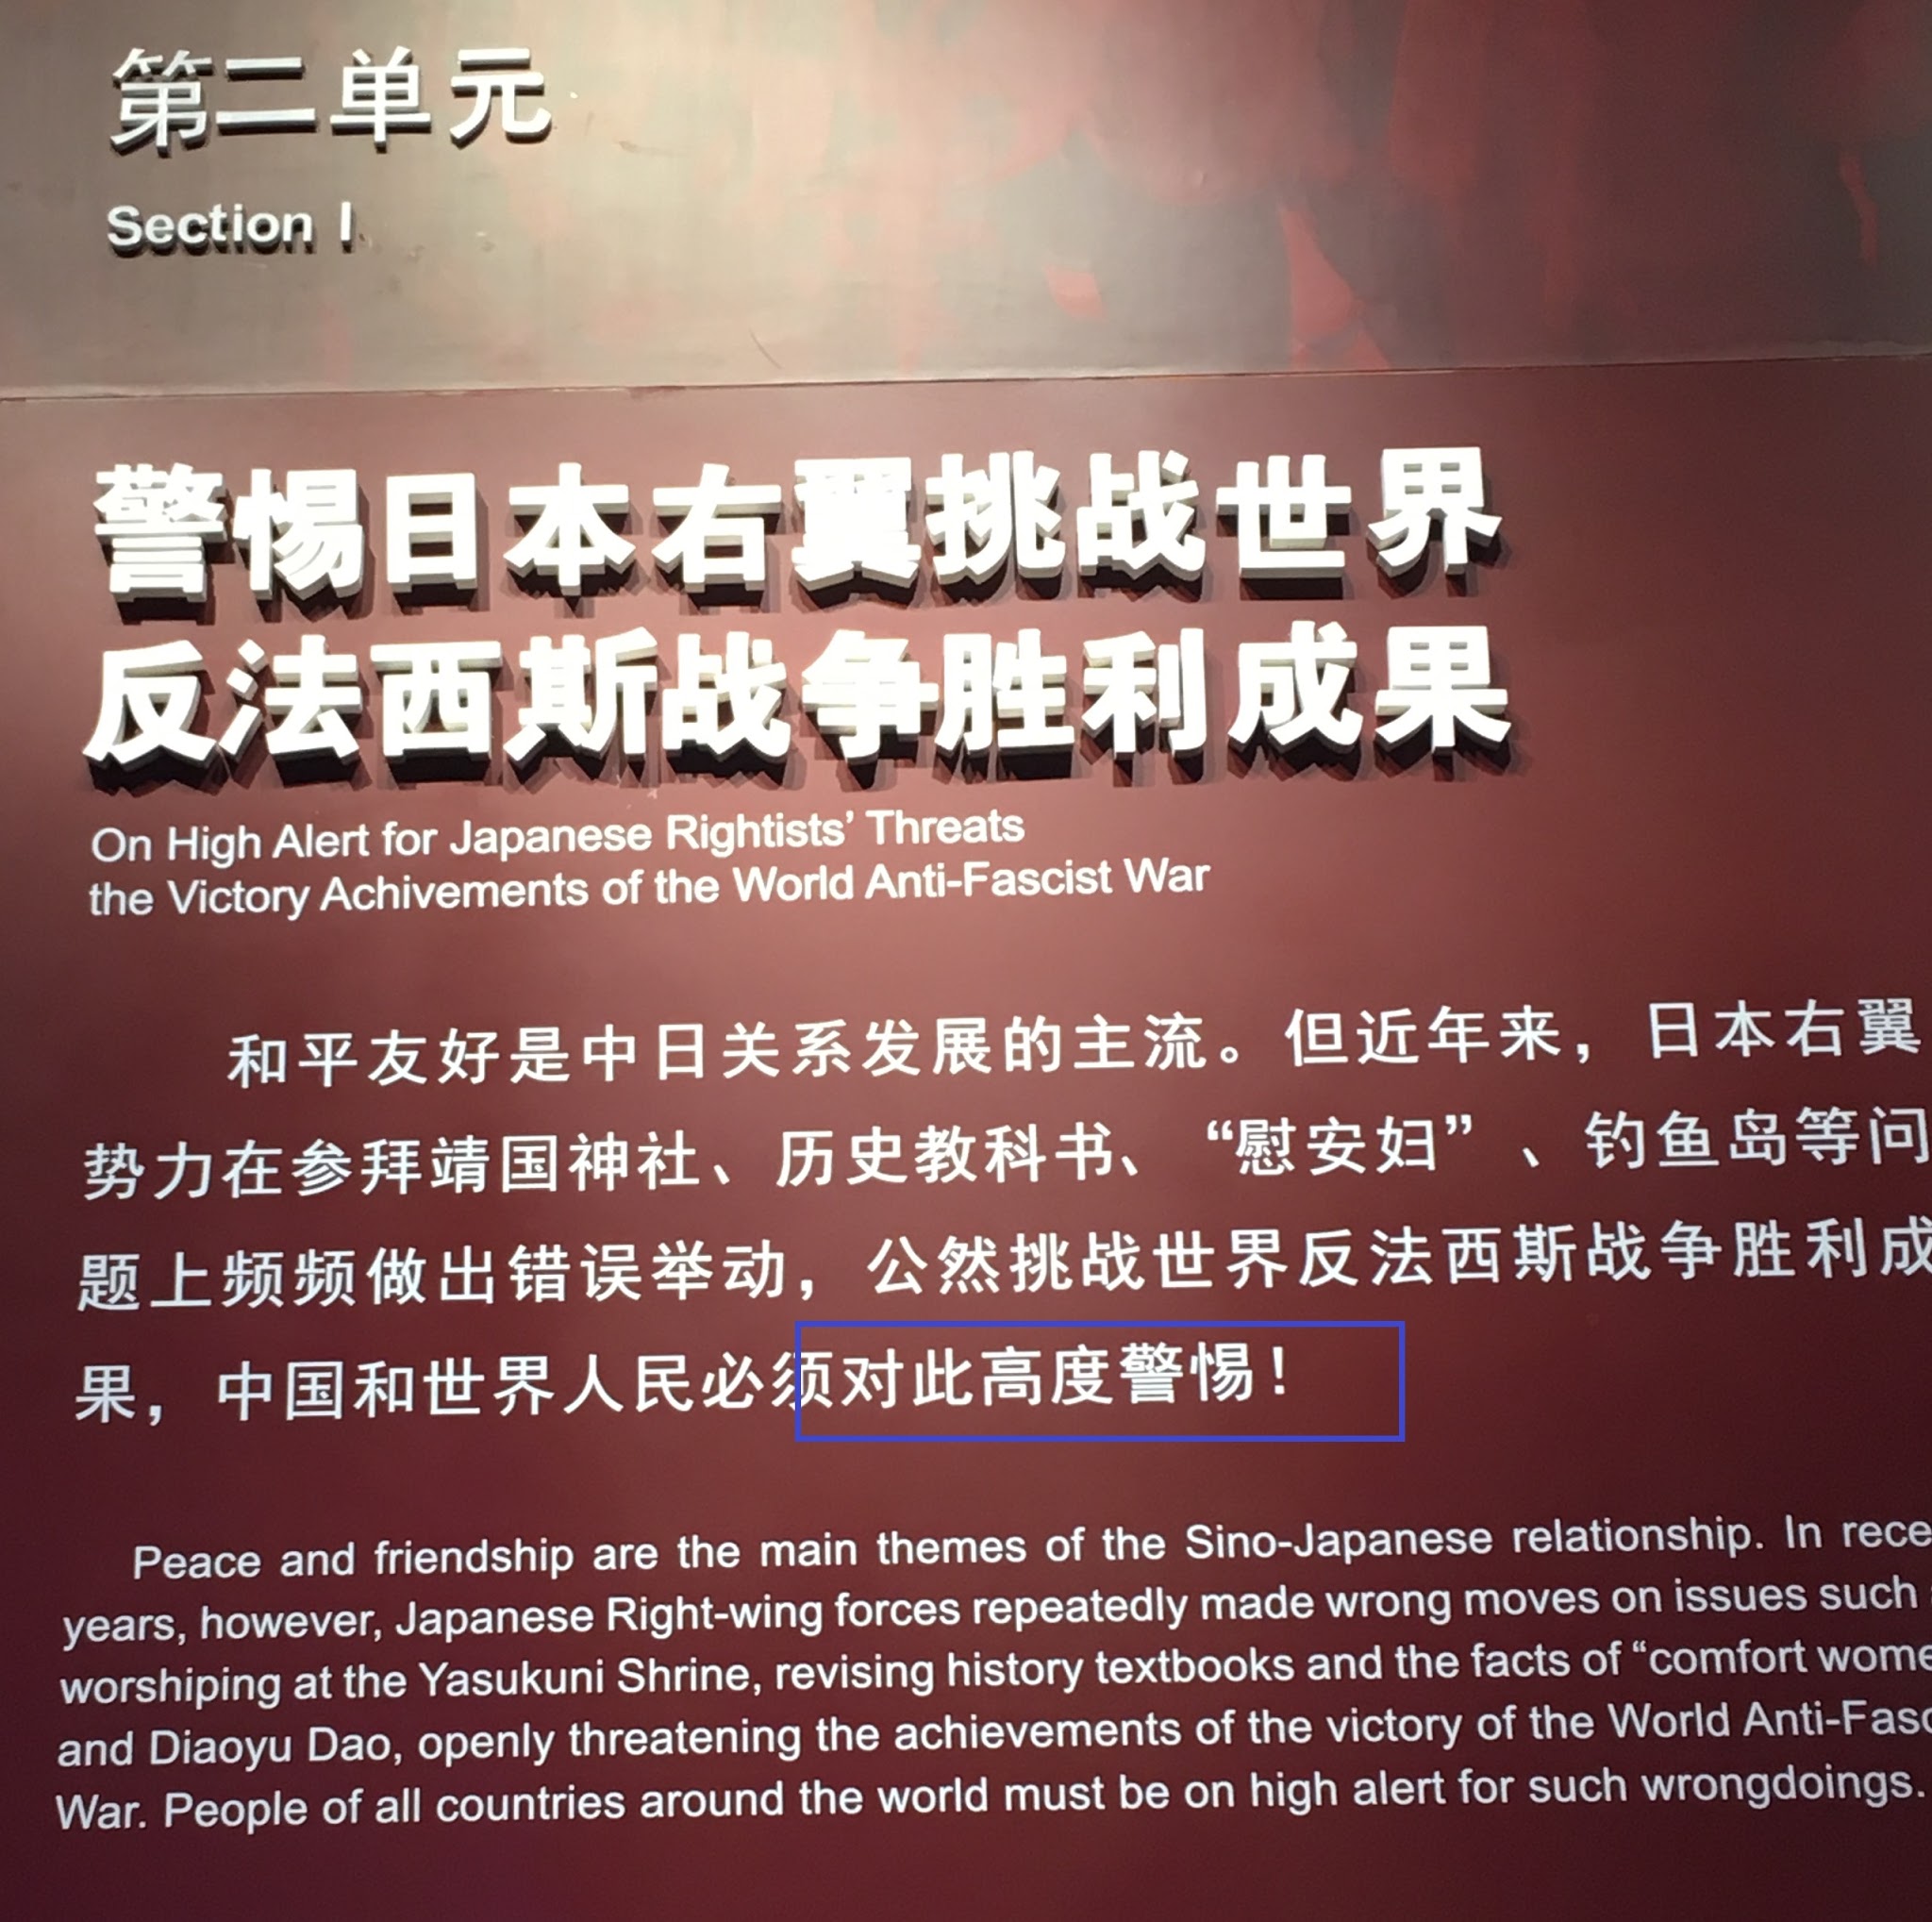 第二单元
Section I
警惕日本右翼挑战世界
反法西斯战争胜利成果
On High Alert for Japanese Rightists’ Threats
the Victory Achivements of the World Anti-Fascist War
和平友好是中日关系发展的主流。但近年来，日本右翼
势力在参拜靖国神社、历史教科书、“慰安妇”、钓鱼岛等问
题上频频做出错误举动，公然挑战世界反法西斯战争胜利成
果，中国和世界人民必须对此高度警惕！
Peace and friendship are the main themes of the Sino-Japanese relationship. In rece
years, however, Japanese Right-wing forces repeatedly made wrong moves on issues such
worshiping at the Yasukuni Shrine, revising history textbooks and the facts of “comfort wome
and Diaoyu Dao, openly threatening the achievements of the victory of the World Anti-Fasc
War. People of all countries around the world must be on high alert for such wrongdoings.